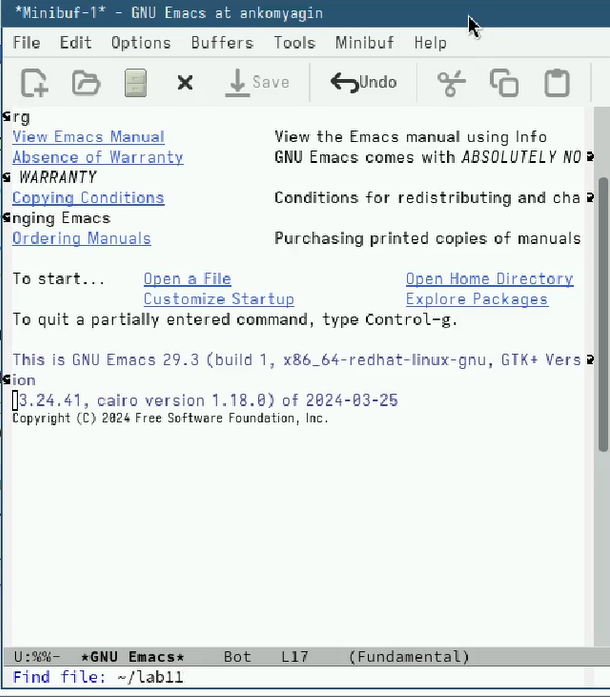 *Minibuf-1* - GNU Emacs at ankomyagin
File Edit Options Buffers Tools Minibuf Help
Save Undo
rg
View Emacs Manual View the Emacs manual using Info
Absence of Warranty GNU Emacs comes with ABSOLUTELY NO
WARRANTY
Copying Conditions Conditions for redistributing and cha
nging Emacs
Ordering Manuals Purchasing printed copies of manuals
To start... Open a File Open Home Directory
Customize Startup Explore Packages
To quit a partially entered command, type Control-g.
This is GNU Emacs 29.3 (build 1, x86_64-redhat-linux-gnu, GTK+ Vers
ion
3.24.41, cairo version 1.18.0) of 2024-03-25
Copyright (C) 2024 Free Software Foundation, Inc.
U:%%- *GNU Emacs* Bot L17 (Fundamental)
Find file: ~/lab11